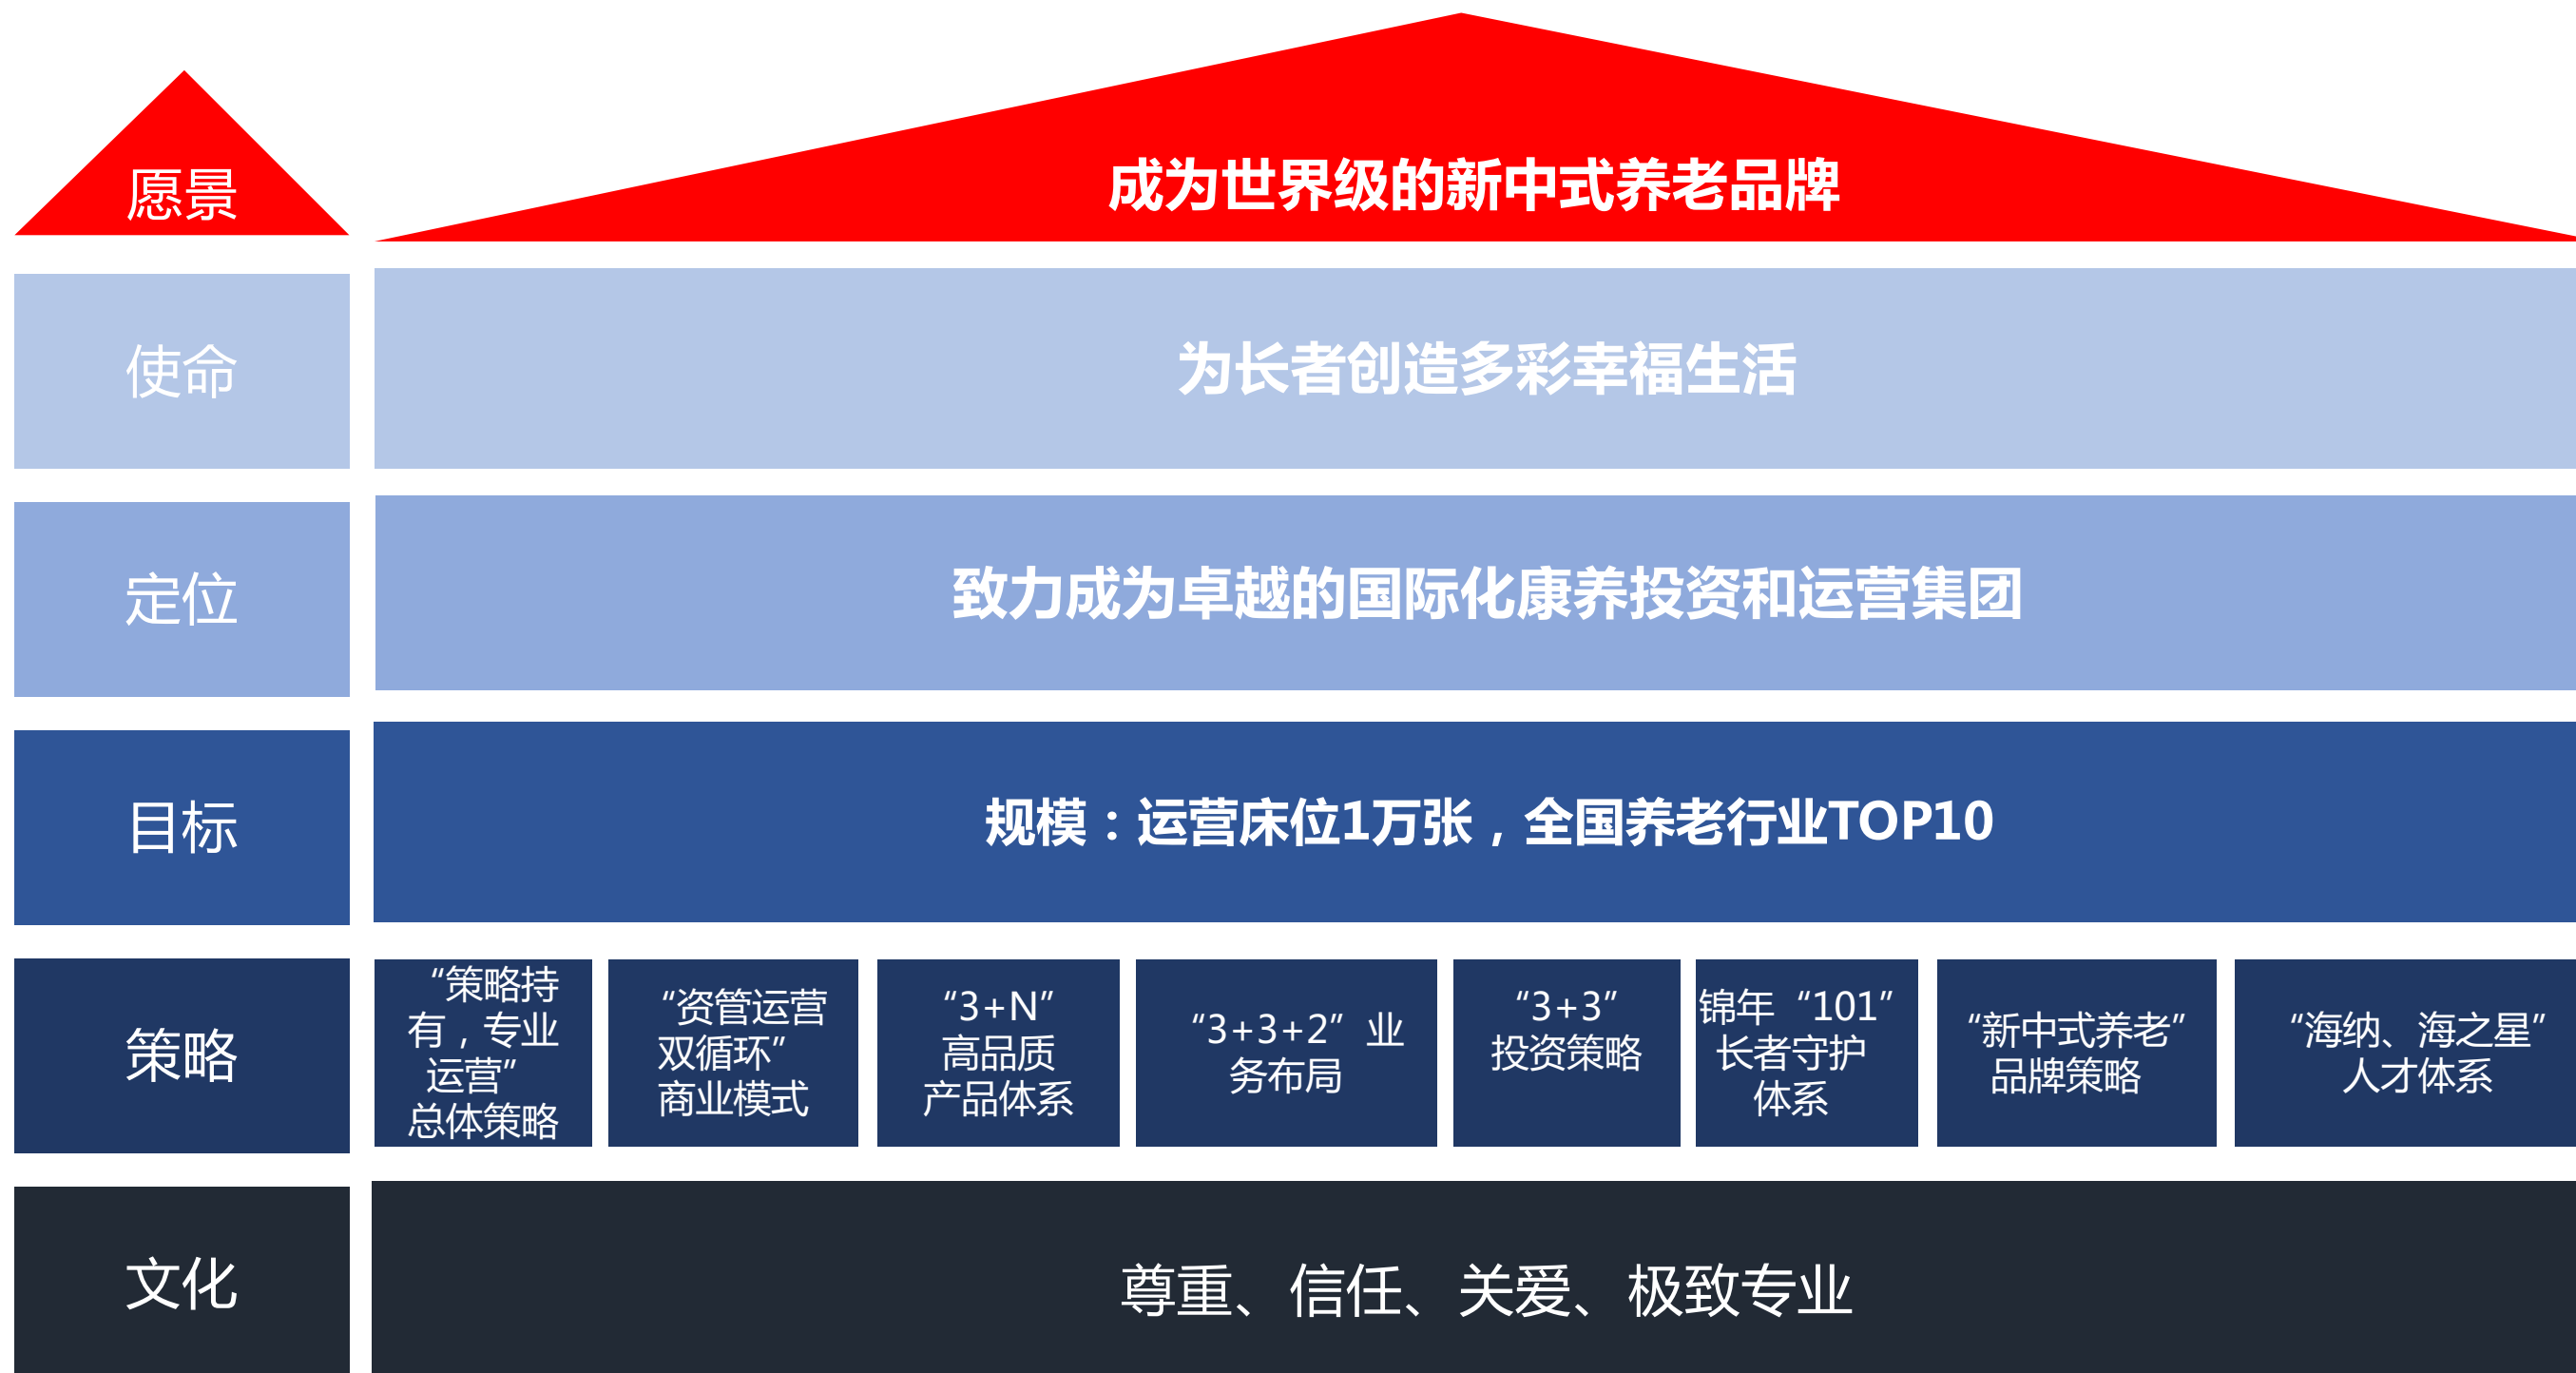 愿景
成为世界级的新中式养老品牌
使命
为长者创造多彩幸福生活
定位
致力成为卓越的国际化康养投资和运营集团
目标
规模：运营床位1万张，全国养老行业TOP10
策略
“策略持
有，专业
运营”
总体策略
“资管运营
双循环”
商业模式
“3+N”
高品质
产品体系
“3+3+2”业
务布局
“3+3”
投资策略
锦年“101”
长者守护
体系
“新中式养老”
品牌策略
“海纳、海之星”
人才体系
文化
尊重、信任、关爱、极致专业